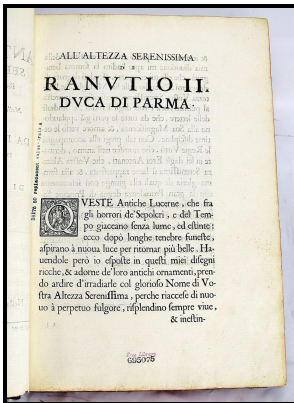 ALL'ALTEZZA SERENISSIMA
DI
RANVTIO II.
DVCA DI PARMA.
QVESTE Antiche Lucerne, che fra
gli horrori de' Sepolcri, e del Tem-
po giaceano senza lume, ed estinte:
ecco dopò longhe tenebre funeste,
aspirano à nuoua luce per ritornar più belle. Ha-
uendole però io esposte in questi miei disegni
ricche, & adorne de' loro antichi ornamenti, pren-
do ardire d'irradiarle col glorioso Nome di Vo-
stra Altezza Serenissima, perche riaccese di nuo-
uo à perpetuo fulgore, risplendino sempre viue,
& inestin-
695075